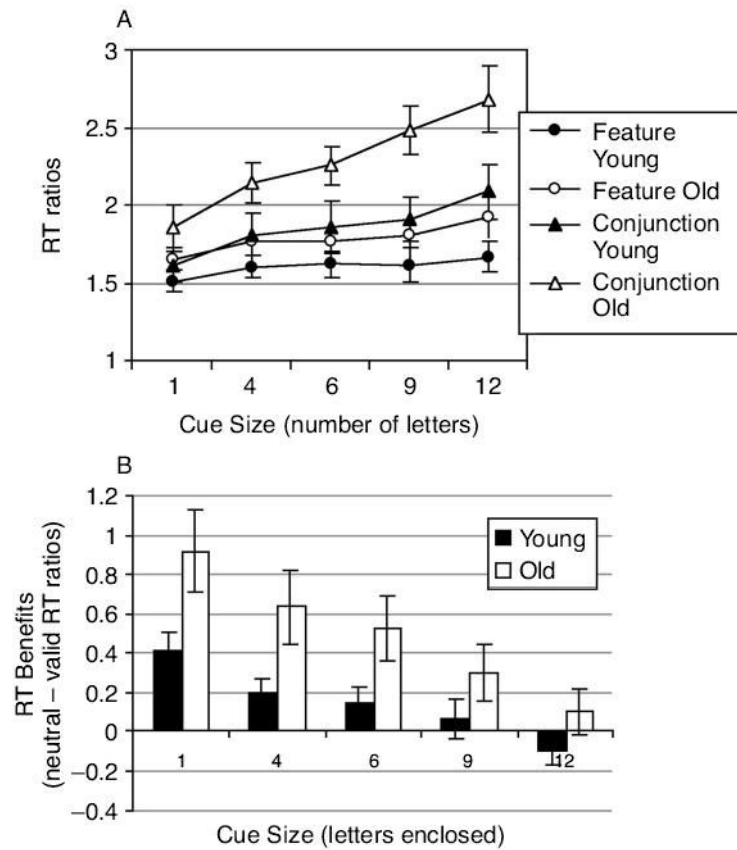 A
3
2.5
2
1.5
1
RT ratios
1 4 6 9 12
Cue Size (number of letters)
Feature
Young
Feature Old
Conjunction
Young
Conjunction
Old
B
1.2
1
0.8
0.6
0.4
0.2
0
−0.2
−0.4
RT Benefits
(neutral – valid RT ratios)
Young
Old
1 4 6 9 12
Cue Size (letters enclosed)